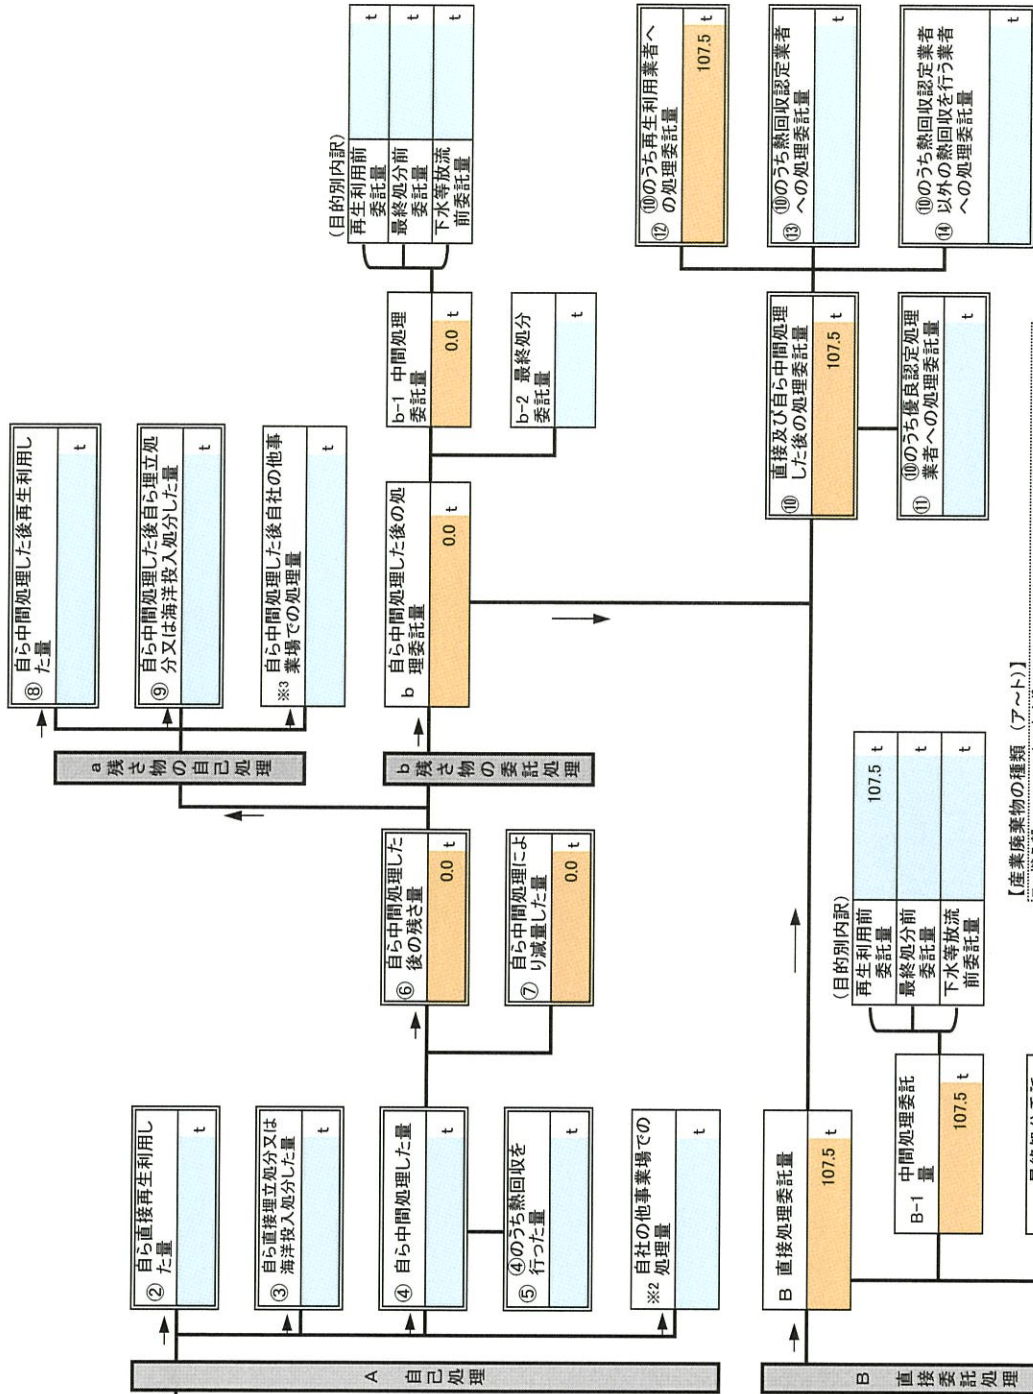 A 自己処理
② 自ら直接再生利用し
た量
t
③ 自ら直接埋立処分又は
海洋投入処分した量
t
④ 自ら中間処理した量
t
⑤ ④のうち熱回収を
行った量
t
※2 自社の他事業場での
処理量
t
⑥ 自ら中間処理した
後の残さ量
0.0 t
⑦ 自ら中間処理によ
り減量した量
0.0 t
a 残さ物の自己処理
⑧ 自ら中間処理した後再生利用し
た量
t
⑨ 自ら中間処理した後自ら埋立処
分又は海洋投入処分した量
t
※3 自ら中間処理した後自社の他事
業場での処理量
t
b 残さ物の委託処理
b 自ら中間処理した後の処
理委託量
0.0 t
b-1 中間処理
委託量
0.0 t
b-2 最終処分
委託量
t
(目的別内訳)
再生利用前
委託量
t
最終処分前
委託量
t
下水等放流
前委託量
t
B 直接委託処理
B 直接処理委託量
107.5 t
B-1 中間処理委託
量
107.5 t
(目的別内訳)
再生利用前
委託量
107.5 t
最終処分前
委託量
t
下水等放流
前委託量
t
⑩ 直接及び自ら中間処理
した後の処理委託量
107.5 t
⑪ ⑩のうち優良認定処理
業者への処理委託量
t
⑫ ⑩のうち再生利用業者へ
の処理委託量
107.5 t
⑬ ⑩のうち熱回収認定業者
への処理委託量
t
⑭ ⑩のうち熱回収認定業者
以外の熱回収を行う業者
への処理委託量
t
【産業廃棄物の種類 (ア～ト)】